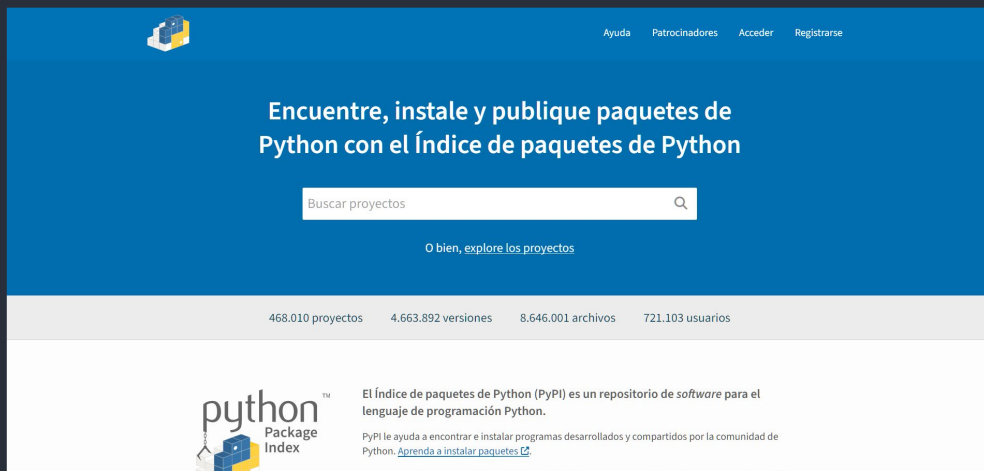 Ayuda Patrocinadores Acceder Registrarse
Encuentre, instale y publique paquetes de
Python con el Índice de paquetes de Python
Buscar proyectos
O bien, explore los proyectos
468.010 proyectos 4.663.892 versiones 8.646.001 archivos 721.103 usuarios
python™
Package
Index
El Índice de paquetes de Python (PyPI) es un repositorio de software para el
lenguaje de programación Python.
PyPI le ayuda a encontrar e instalar programas desarrollados y compartidos por la comunidad de
Python. Aprenda a instalar paquetes.